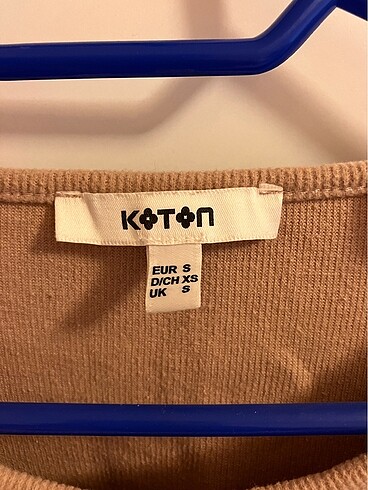 KOTON
EUR S
D/CH XS
UK S